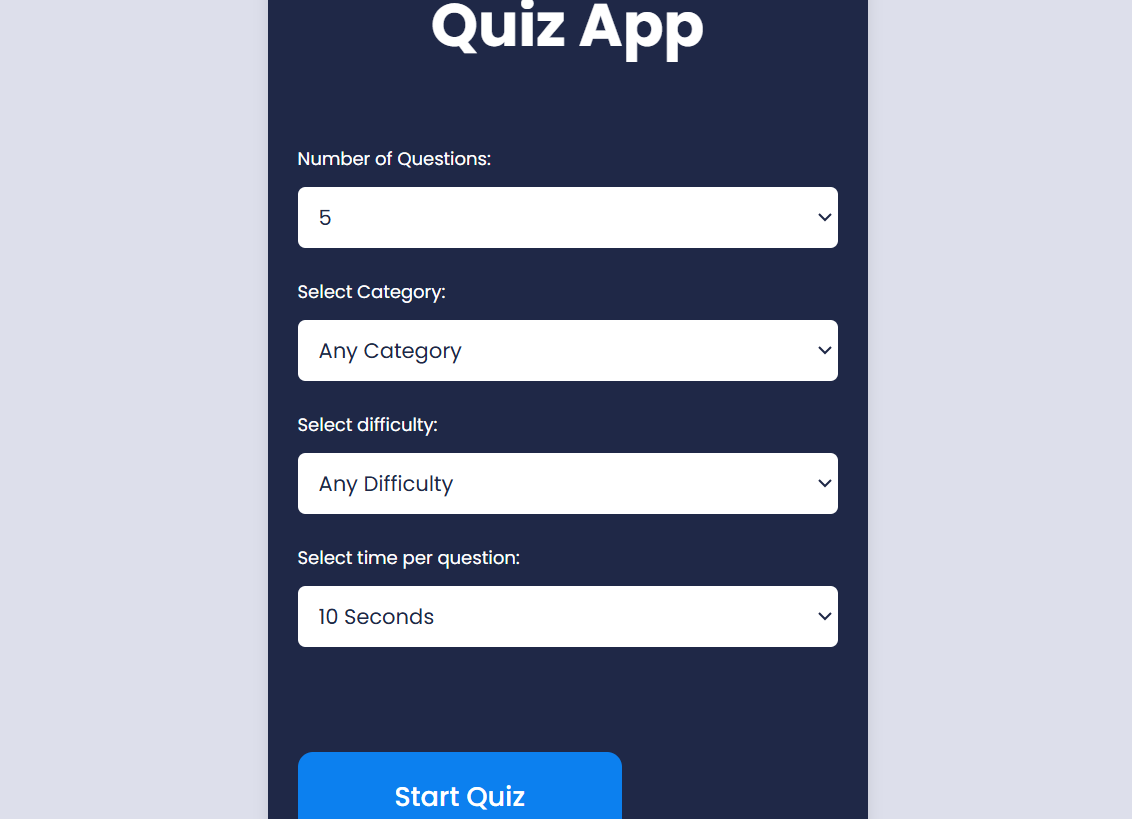 Quiz App
Number of Questions:
5
Select Category:
Any Category
Select difficulty:
Any Difficulty
Select time per question:
10 Seconds
Start Quiz